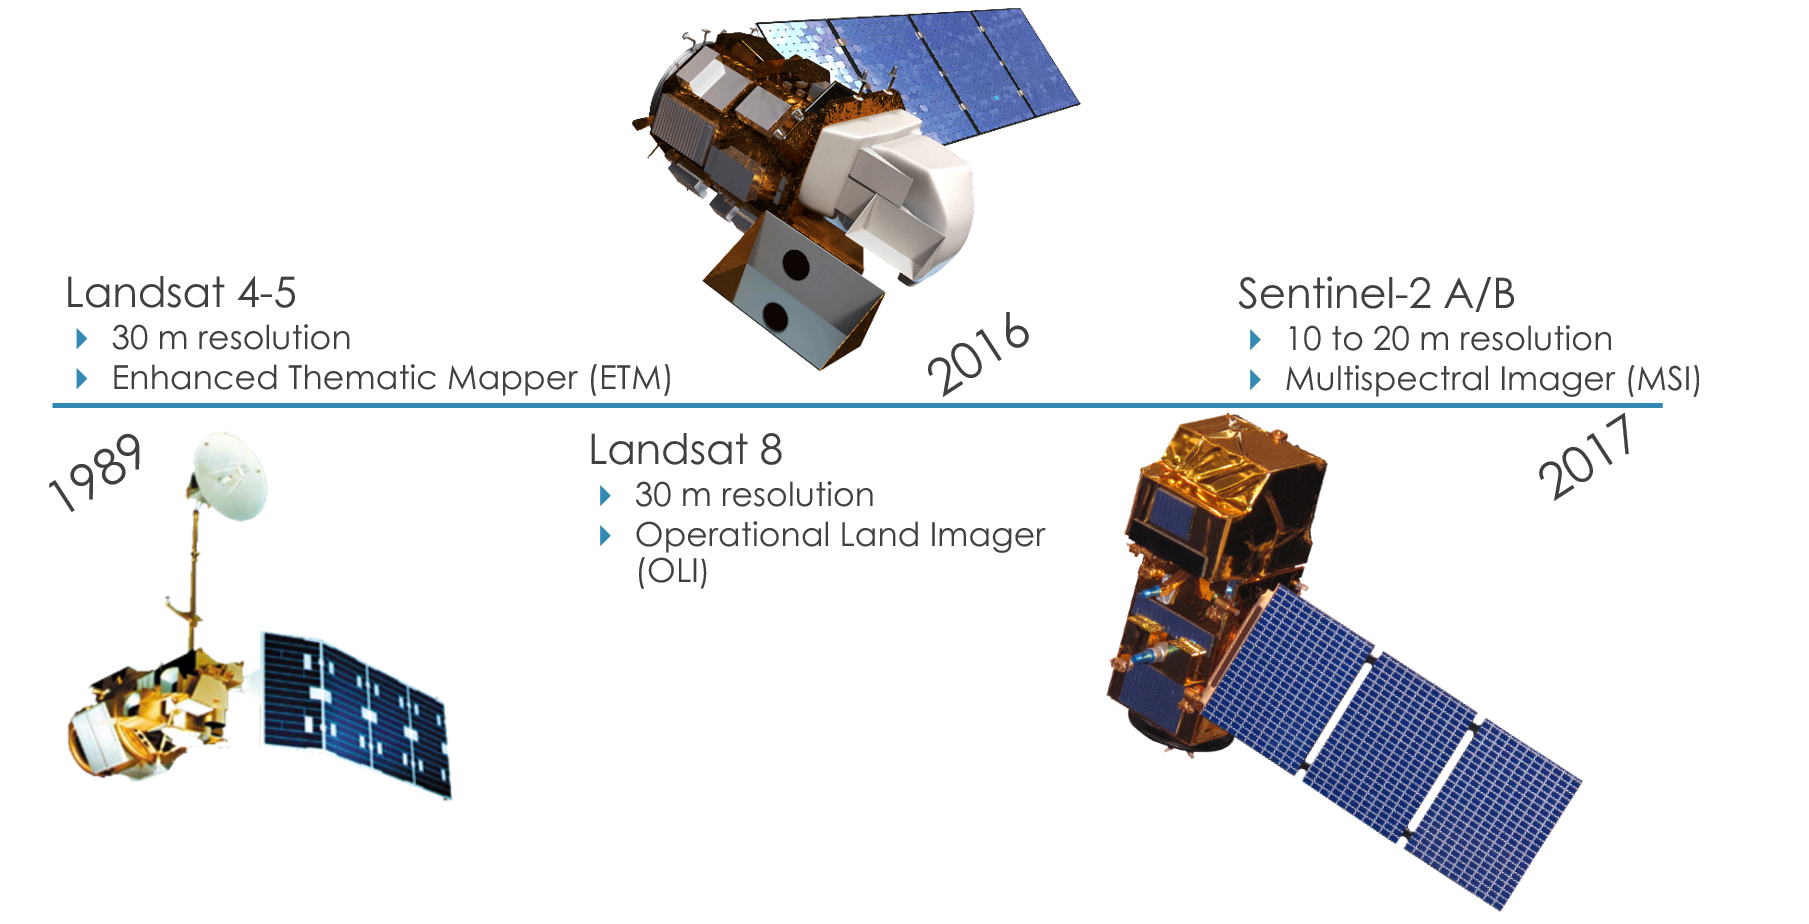 Landsat 4-5
30 m resolution
Enhanced Thematic Mapper (ETM)
1989
2016
Landsat 8
30 m resolution
Operational Land Imager
(OLI)
Sentinel-2 A/B
10 to 20 m resolution
Multispectral Imager (MSI)
2017